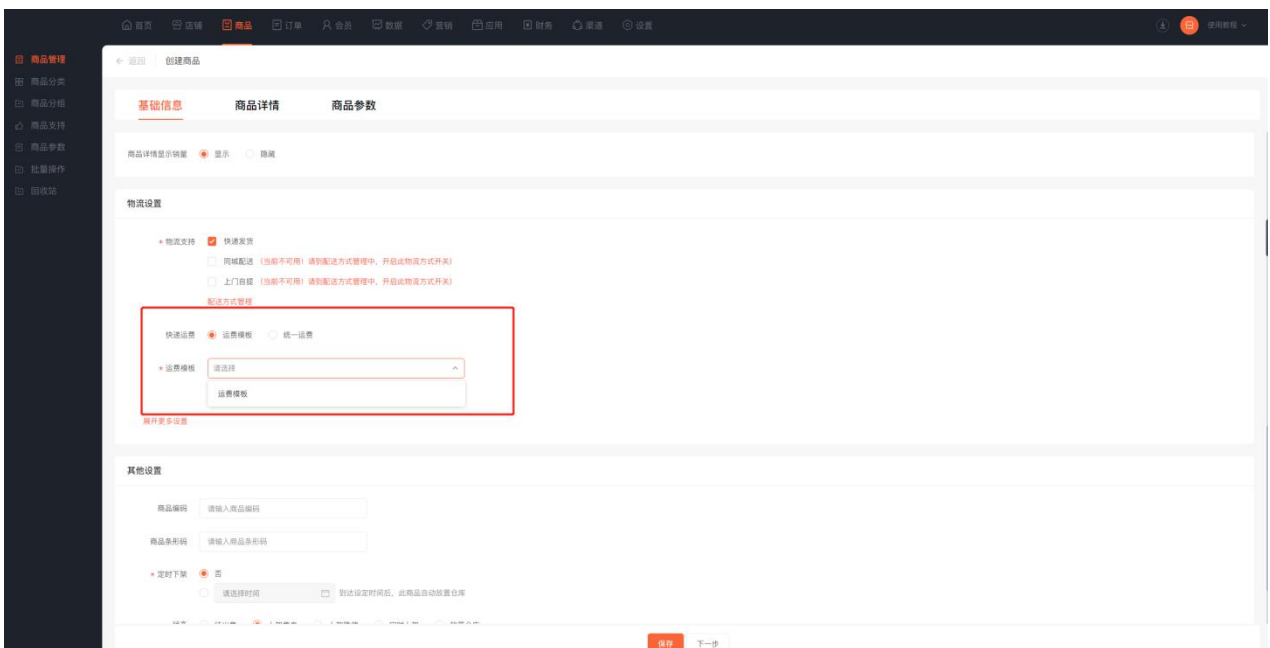 首页 店铺 商品 订单 会员 数据 营销 应用 财务 渠道 设置 使用教程
商品管理
商品分类
商品分组
商品支持
商品参数
批量操作
回收站
返回 创建商品
基础信息 商品详情 商品参数
商品详情显示销量 显示 隐藏
物流设置
* 物流支持 快递发货
同城配送 (当前不可用) 请到配送方式管理中,开启此物流方式开关)
上门自提 (当前不可用) 请到配送方式管理中,开启此物流方式开关)
配送方式管理
快递运费 运费模板 统一运费
* 运费模板 请选择
运费模板
展开更多设置
其他设置
商品编码 请输入商品编码
商品条形码 请输入商品条形码
* 定时下架 否
请选择时间 到达设定时间后,此商品自动放置仓库
保存 下一步